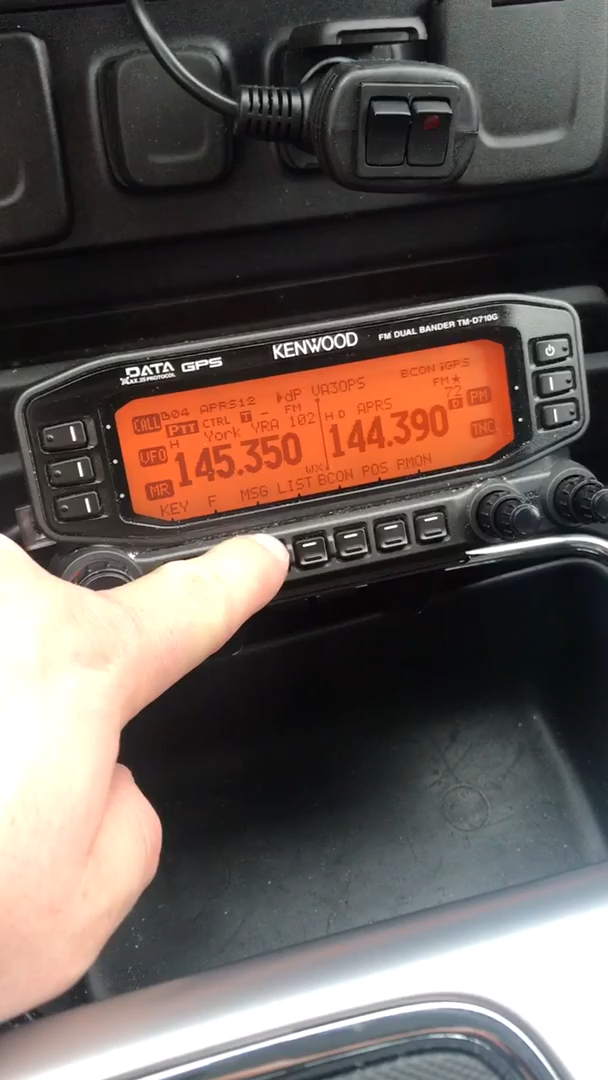 DATA GPS KENWOOD FM DUAL BANDER TM-D710G
AX.25 PROTOCOL
CALL APRS12 dP VA3OPS BCON iGPS
PTT CTRL T FM FM★
H York YRA 102 H D APRS 72 D PM
VFO 145.350 144.390 TNC
MR WX
KEY F MSG LIST BCON POS PMON